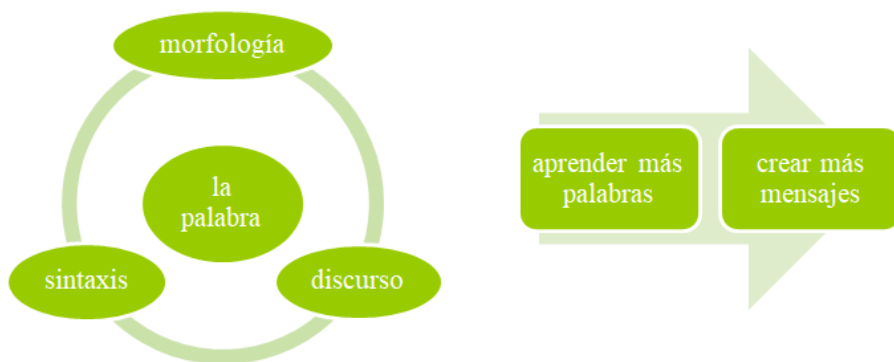 morfología
la
palabra
sintaxis
discurso
aprender más
palabras
crear más
mensajes